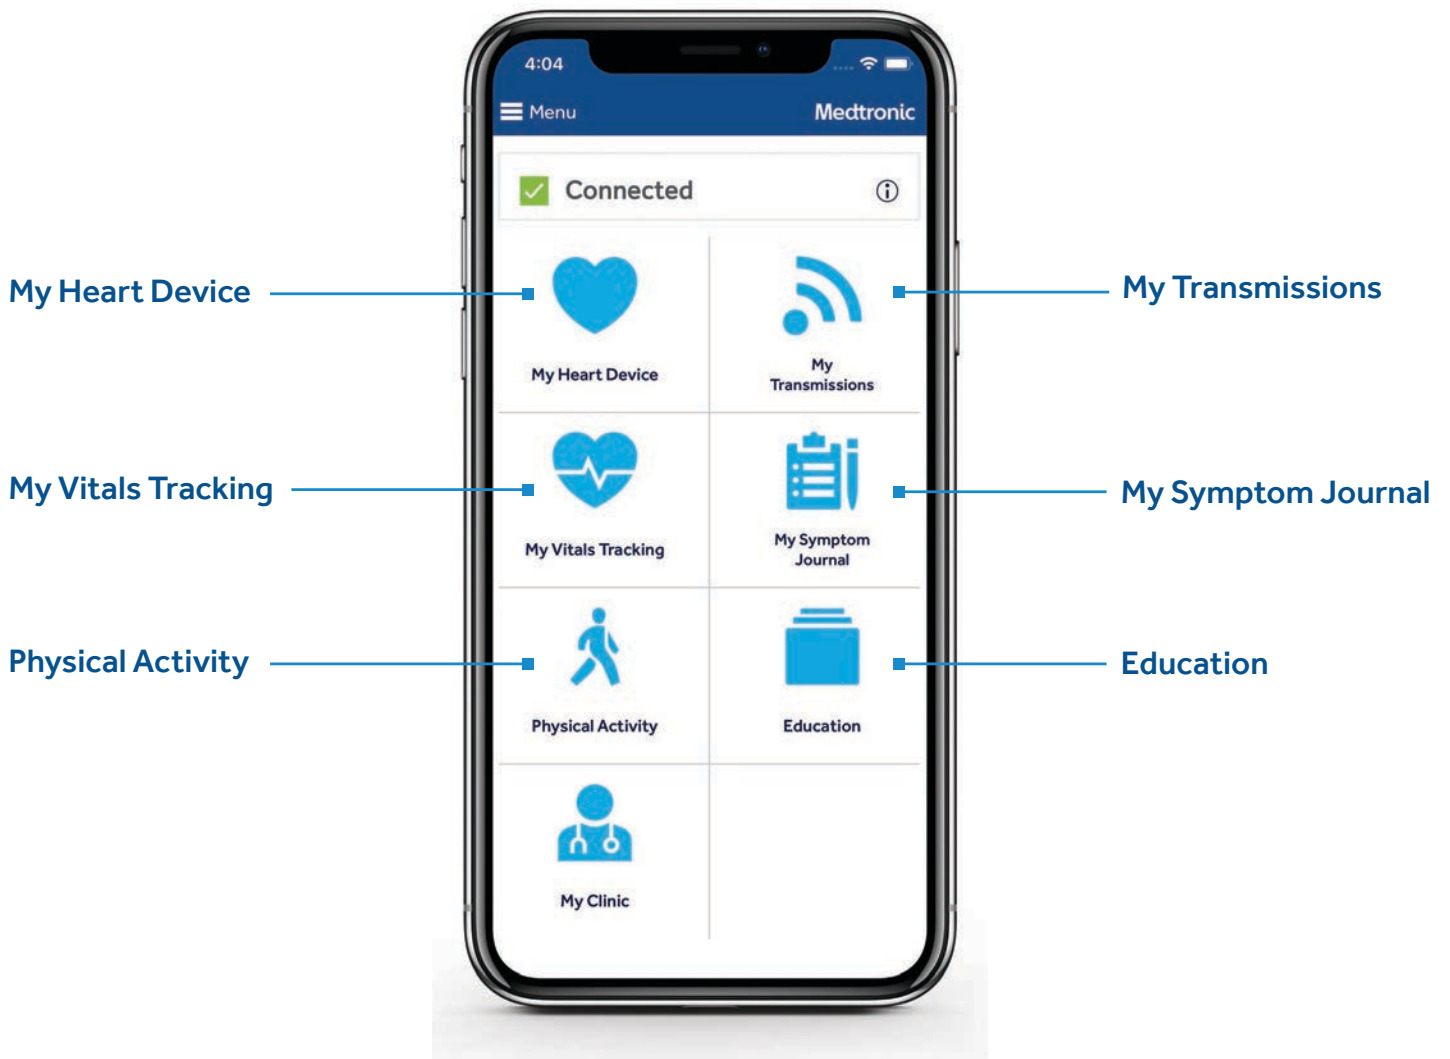 4:04
Menu
Medtronic
Connected
My Heart Device
My Transmissions
My Heart Device
My
Transmissions
My Vitals Tracking
My Symptom Journal
My Vitals Tracking
My Symptom
Journal
Physical Activity
Education
Physical Activity
Education
My Clinic